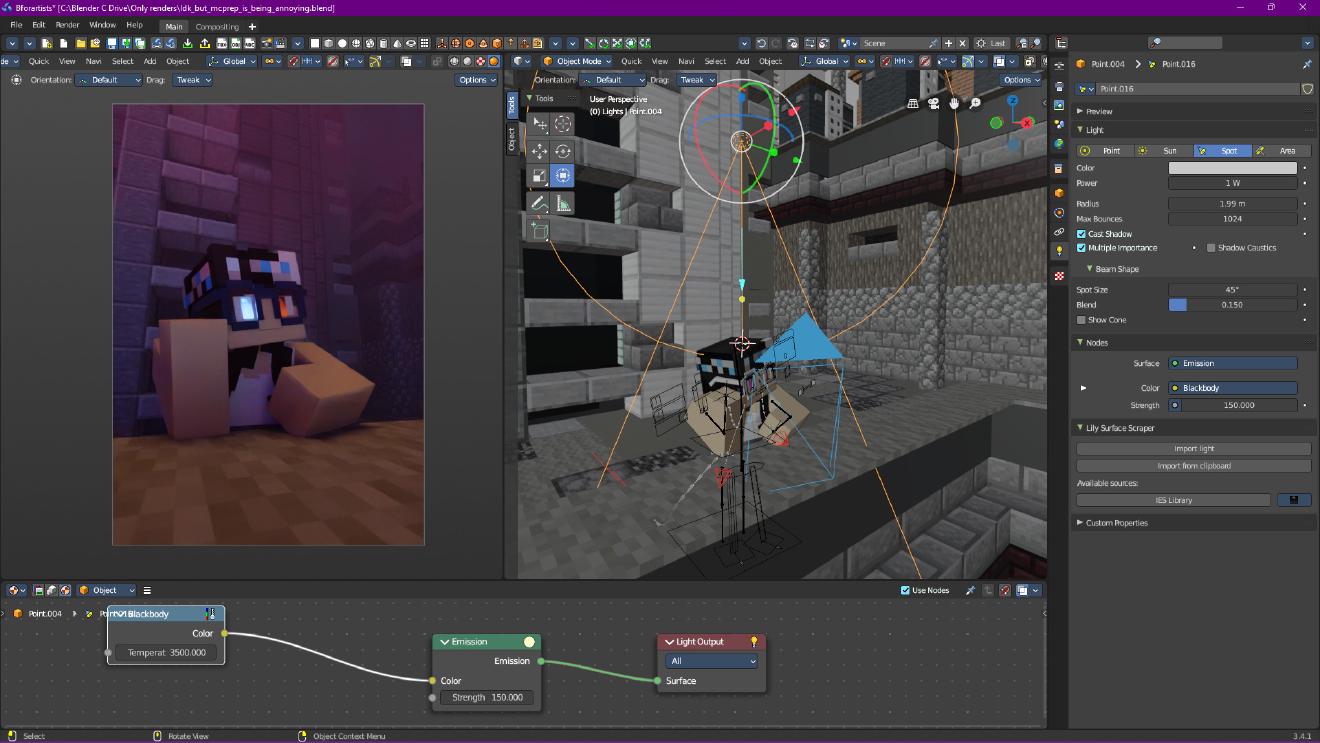 Bforartists* [C:\Blender C Drive\Only renders\Idk_but_mcprep_is_being_annoying.blend]
File Edit Render Window Help Main Compositing +
Scene Last
de Quick View Navi Select Add Object Global
Object Mode Quick View Navi Select Add Object Global
Orientation: Default Drag: Tweak Options
Orientation: Default Drag: Tweak Options
Tools
Object
Tools
User Perspective
(0) Lights | Point.004
Z
X
Point.004 > Point.016
Point.016
Preview
Light
Point Sun Spot Area
Color
Power 1 W
Radius 1.99 m
Max Bounces 1024
Cast Shadow
Multiple Importance Shadow Caustics
Beam Shape
Spot Size 45°
Blend 0.150
Show Cone
Nodes
Surface Emission
Color Blackbody
Strength 150.000
Lily Surface Scraper
Import light
Import from clipboard
Available sources:
IES Library
Custom Properties
Object Use Nodes
Point.004 >
Blackbody
Color
Temperat 3500.000
Emission
Emission
Color
Strength 150.000
Light Output
All
Surface
Select Rotate View Object Context Menu 3.4.1